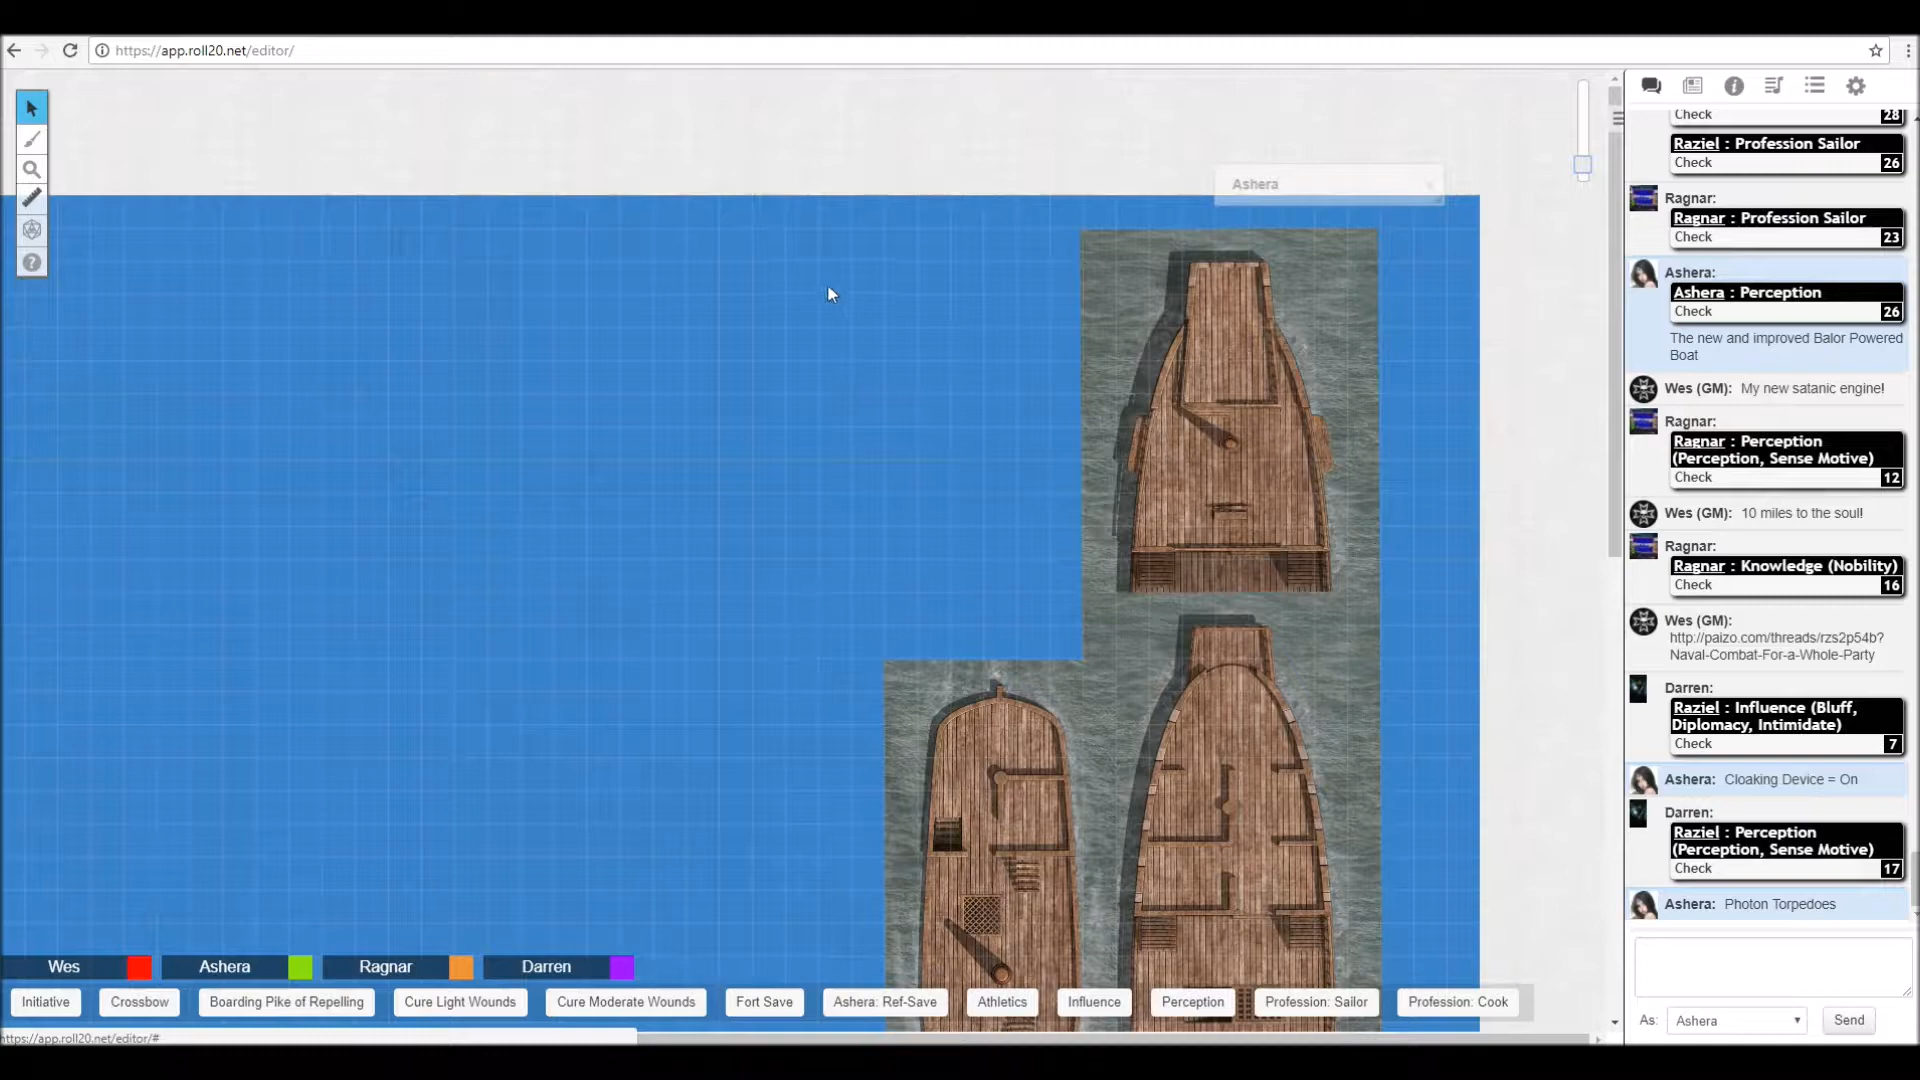 https://app.roll20.net/editor/
Ashera
Check 28
Raziel : Profession Sailor
Check 26
Ragnar:
Ragnar : Profession Sailor
Check 23
Ashera:
Ashera : Perception
Check 26
The new and improved Balor Powered
Boat
Wes (GM): My new satanic engine!
Ragnar:
Ragnar : Perception
(Perception, Sense Motive)
Check 12
Wes (GM): 10 miles to the soul!
Ragnar:
Ragnar : Knowledge (Nobility)
Check 16
Wes (GM):
http://paizo.com/threads/rzs2p54b?
Naval-Combat-For-a-Whole-Party
Darren:
Raziel : Influence (Bluff,
Diplomacy, Intimidate)
Check 7
Ashera: Cloaking Device = On
Darren:
Raziel : Perception
(Perception, Sense Motive)
Check 17
Ashera: Photon Torpedoes
Wes Ashera Ragnar Darren
Initiative Crossbow Boarding Pike of Repelling Cure Light Wounds Cure Moderate Wounds Fort Save Ashera: Ref-Save Athletics Influence Perception Profession: Sailor Profession: Cook
As: Ashera Send
https://app.roll20.net/editor/#